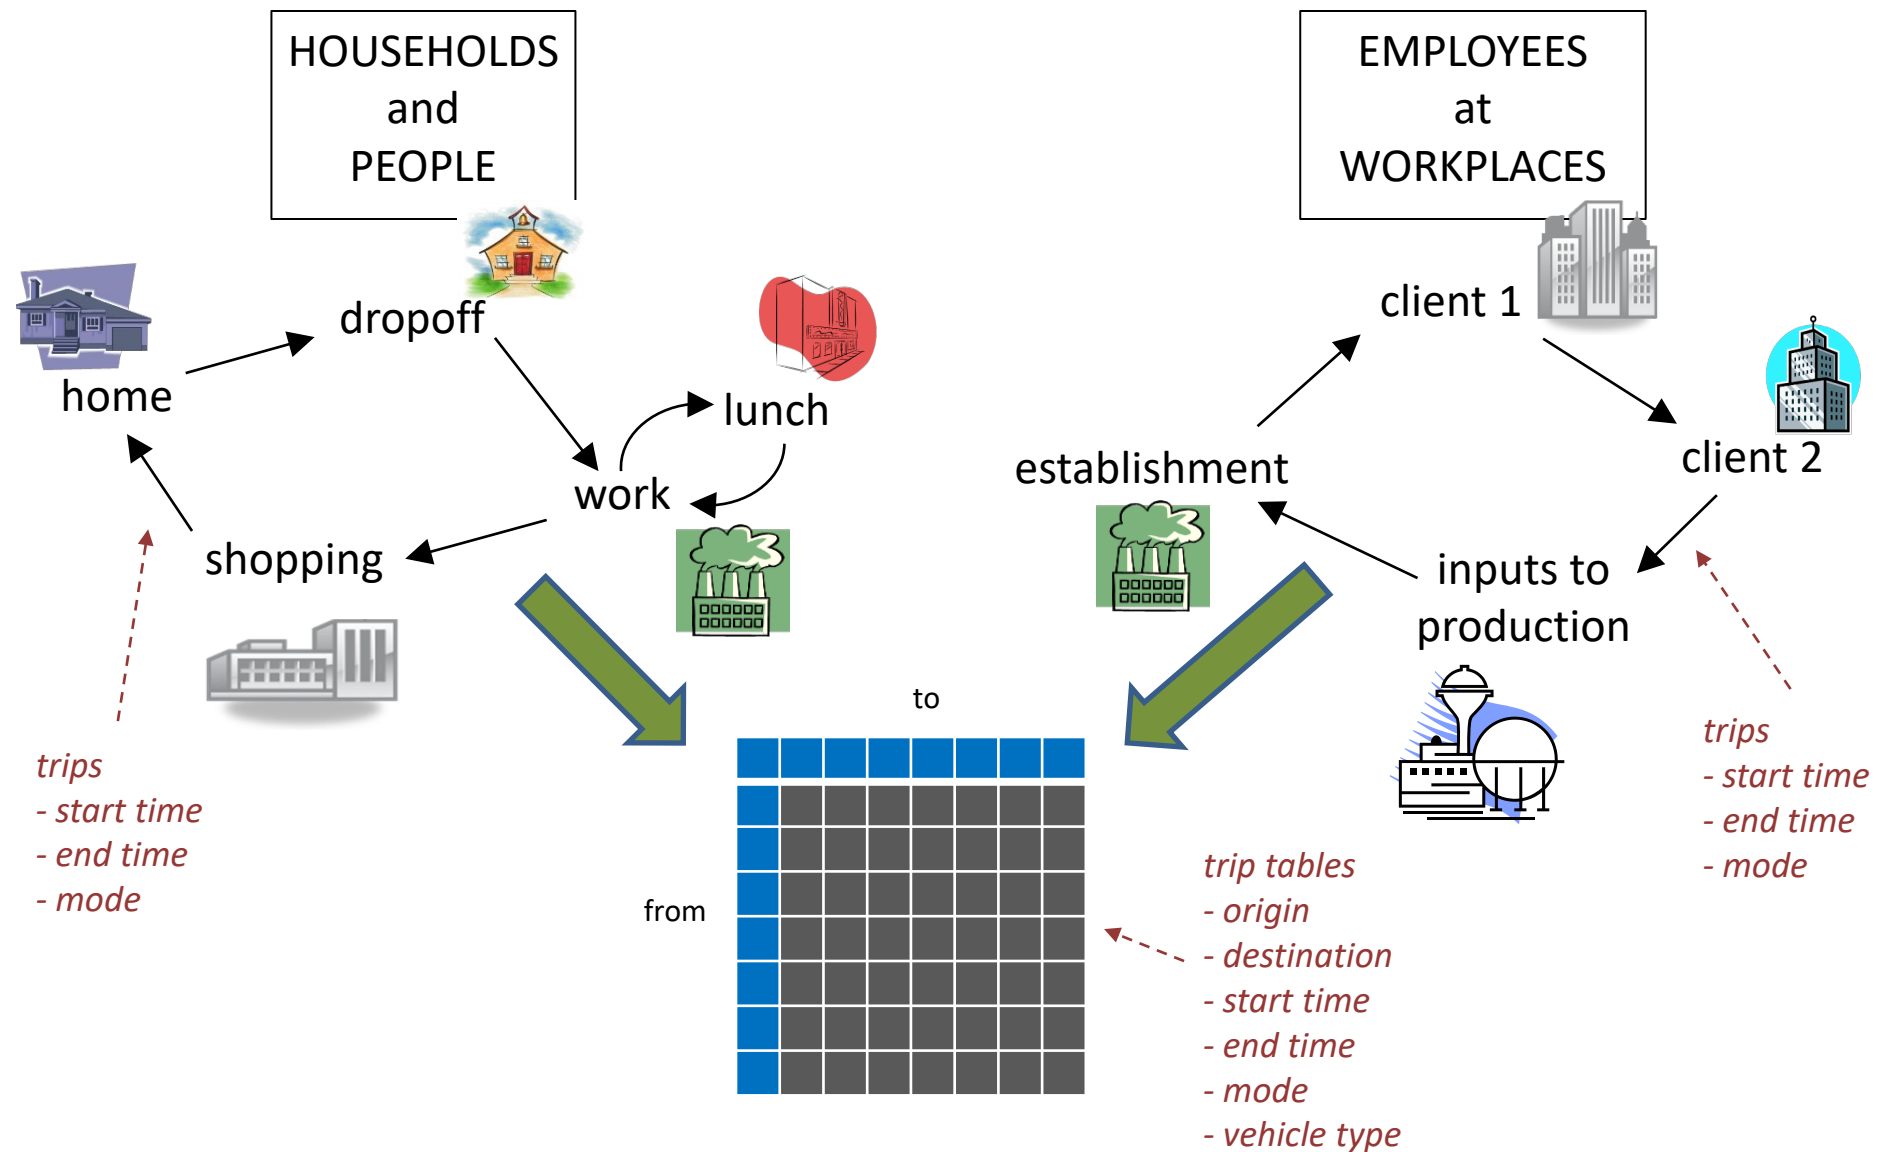 HOUSEHOLDS
and
PEOPLE
EMPLOYEES
at
WORKPLACES
dropoff
home
lunch
work
shopping
client 1
client 2
establishment
inputs to
production
trips
- start time
- end time
- mode
to
from
trip tables
- origin
- destination
- start time
- end time
- mode
- vehicle type
trips
- start time
- end time
- mode